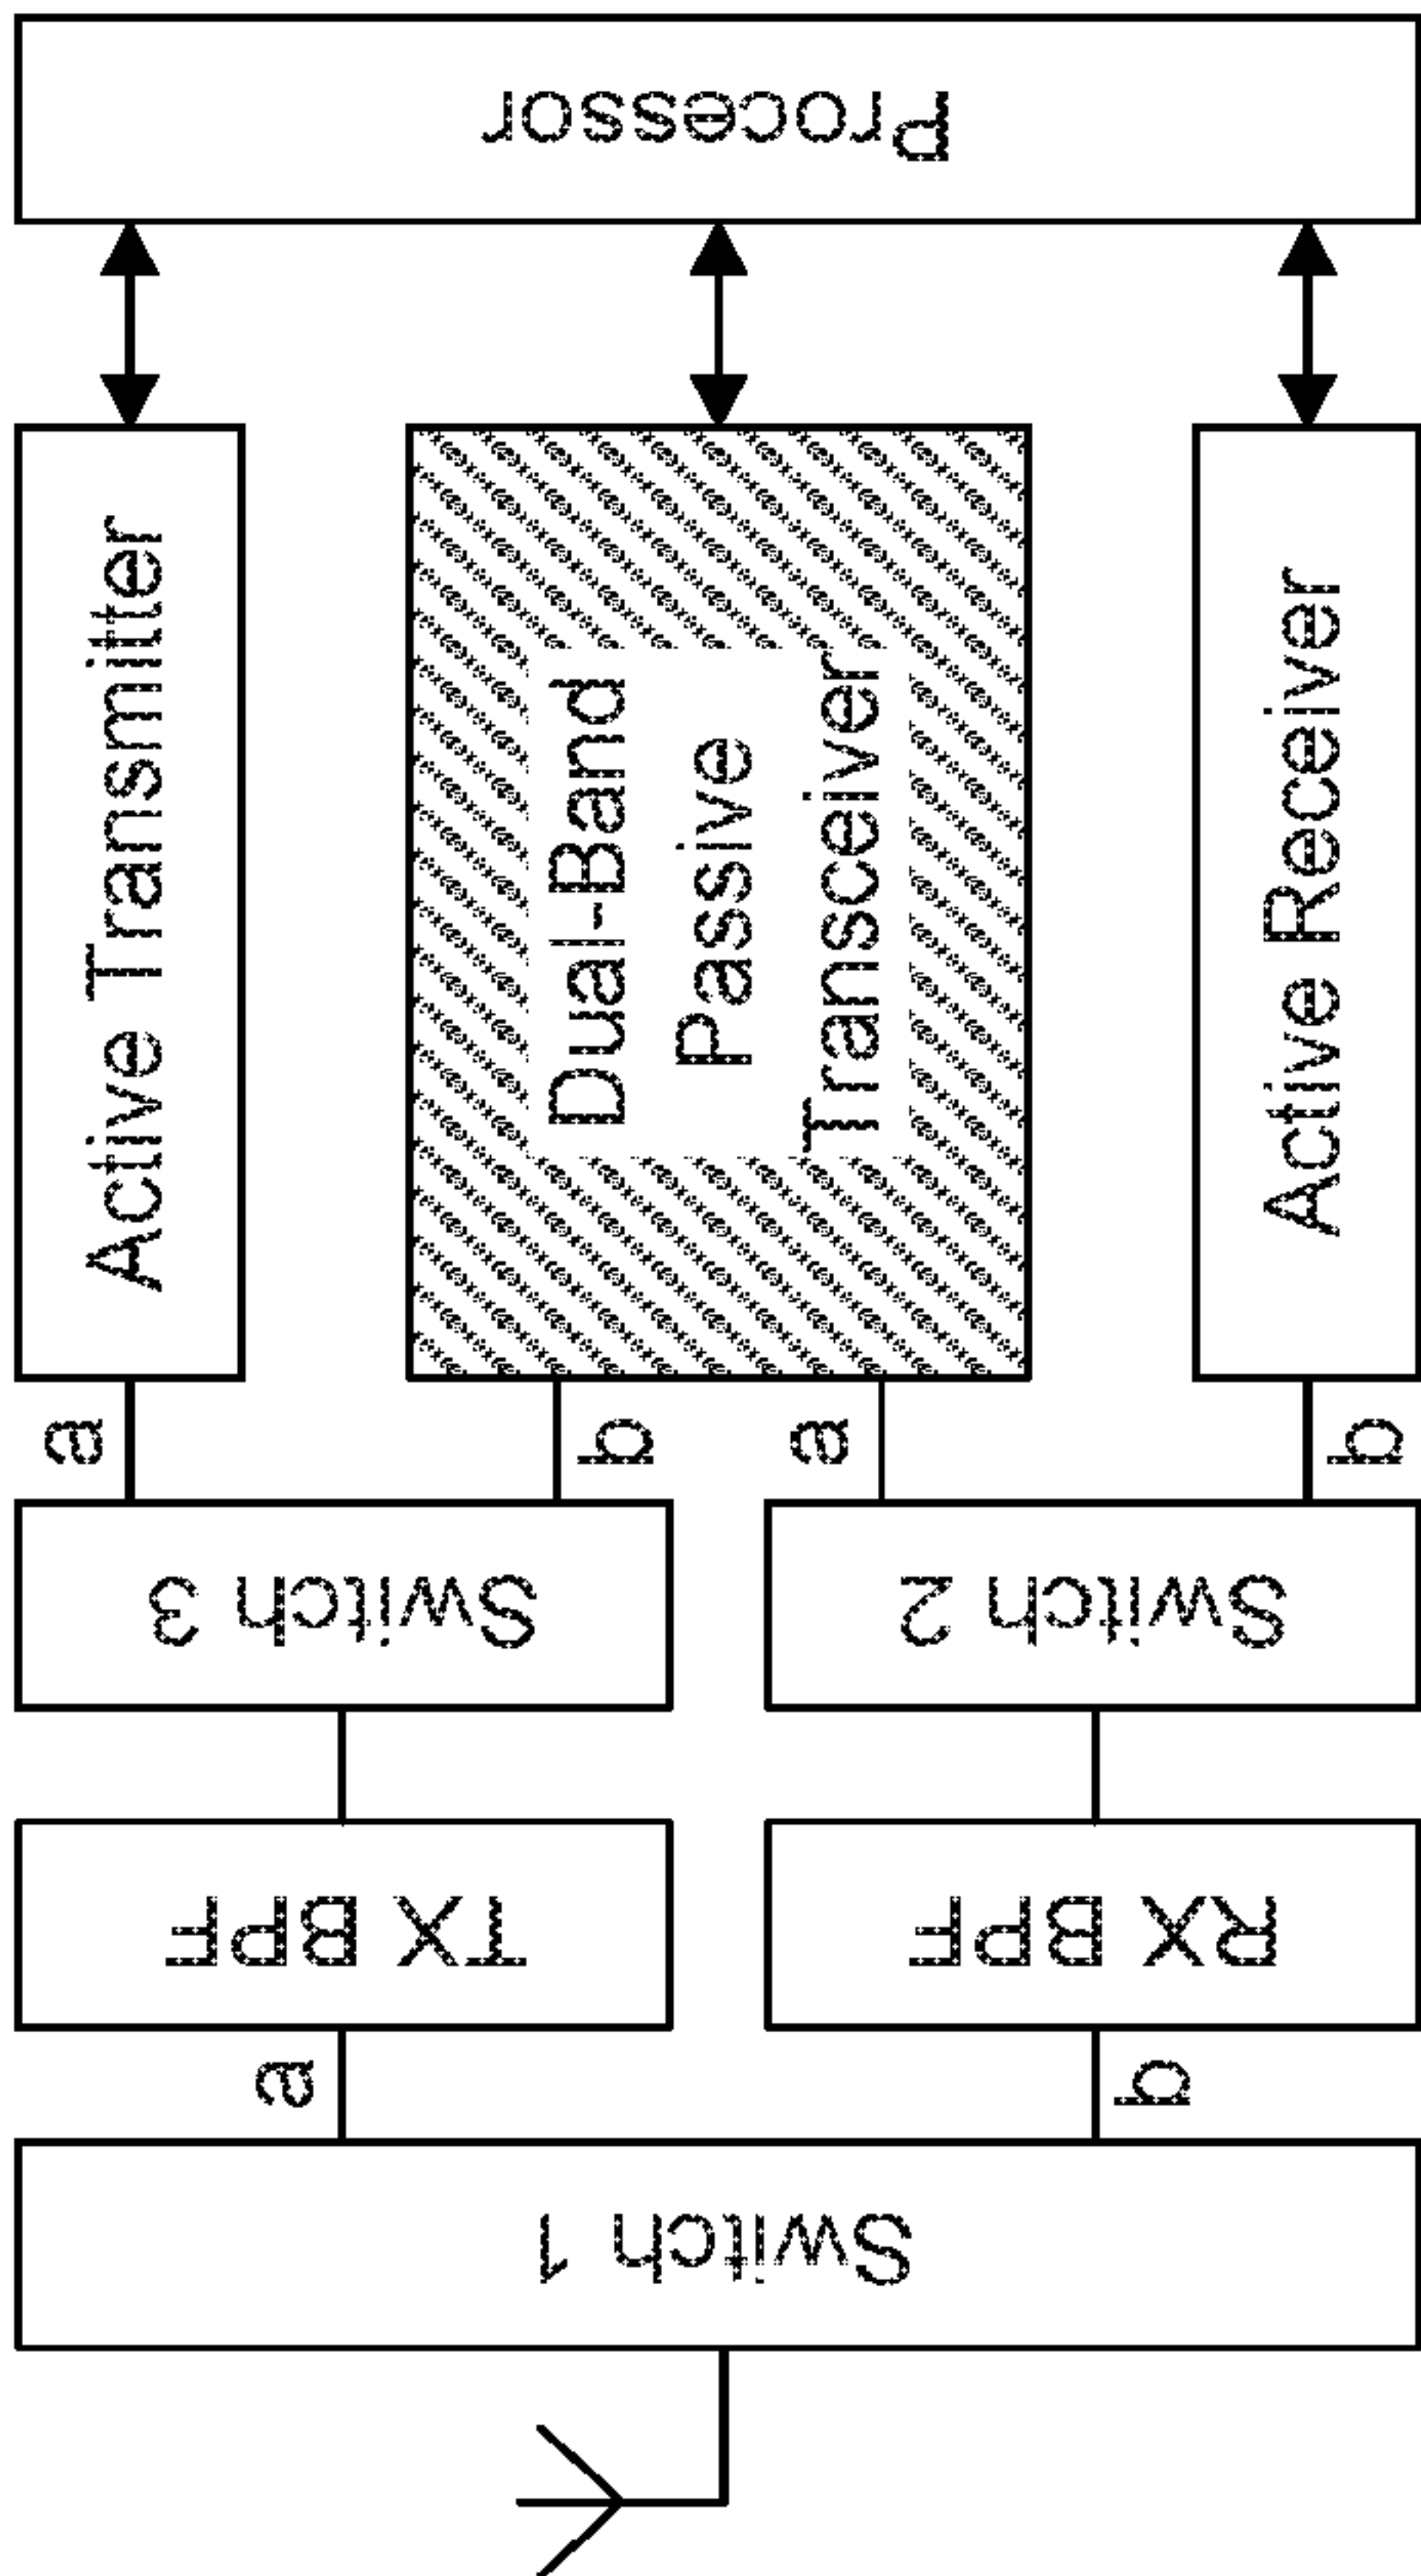 Processor
Active Transmitter
Dual-Band
Passive
Transceiver
Active Receiver
a
b
a
b
Switch 3
Switch 2
TX BPF
RX BPF
a
b
Switch 1